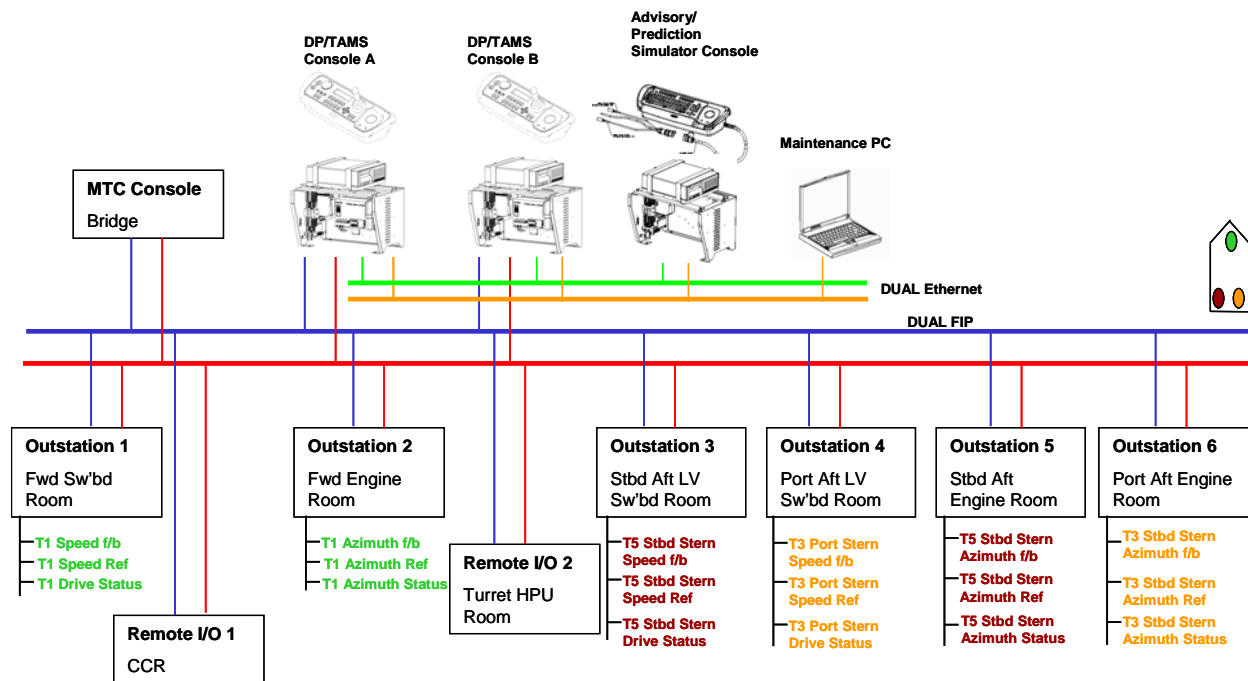 DP/TAMS
Console A
DP/TAMS
Console B
Advisory/
Prediction
Simulator Console
Maintenance PC
MTC Console
Bridge
DUAL Ethernet
DUAL FIP
Outstation 1
Fwd Sw'bd
Room
T1 Speed f/b
T1 Speed Ref
T1 Drive Status
Remote I/O 1
CCR
Outstation 2
Fwd Engine
Room
T1 Azimuth f/b
T1 Azimuth Ref
T1 Azimuth Status
Remote I/O 2
Turret HPU
Room
Outstation 3
Stbd Aft LV
Sw'bd Room
T5 Stbd Stern
Speed f/b
T5 Stbd Stern
Speed Ref
T5 Stbd Stern
Drive Status
Outstation 4
Port Aft LV
Sw'bd Room
T3 Port Stern
Speed f/b
T3 Port Stern
Speed Ref
T3 Port Stern
Drive Status
Outstation 5
Stbd Aft
Engine Room
T5 Stbd Stern
Azimuth f/b
T5 Stbd Stern
Azimuth Ref
T5 Stbd Stern
Azimuth Status
Outstation 6
Port Aft Engine
Room
T3 Stbd Stern
Azimuth f/b
T3 Stbd Stern
Azimuth Ref
T3 Stbd Stern
Azimuth Status